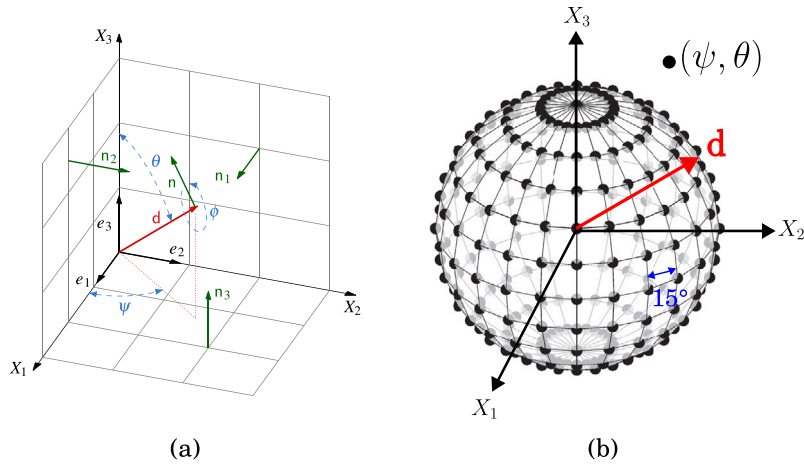 X₃
θ
n₂
n
n₁
ϕ
d
e₃
e₂
e₁
ψ
n₃
X₂
X₁
(a)
X₃
(ψ, θ)
d
X₂
15°
X₁
(b)